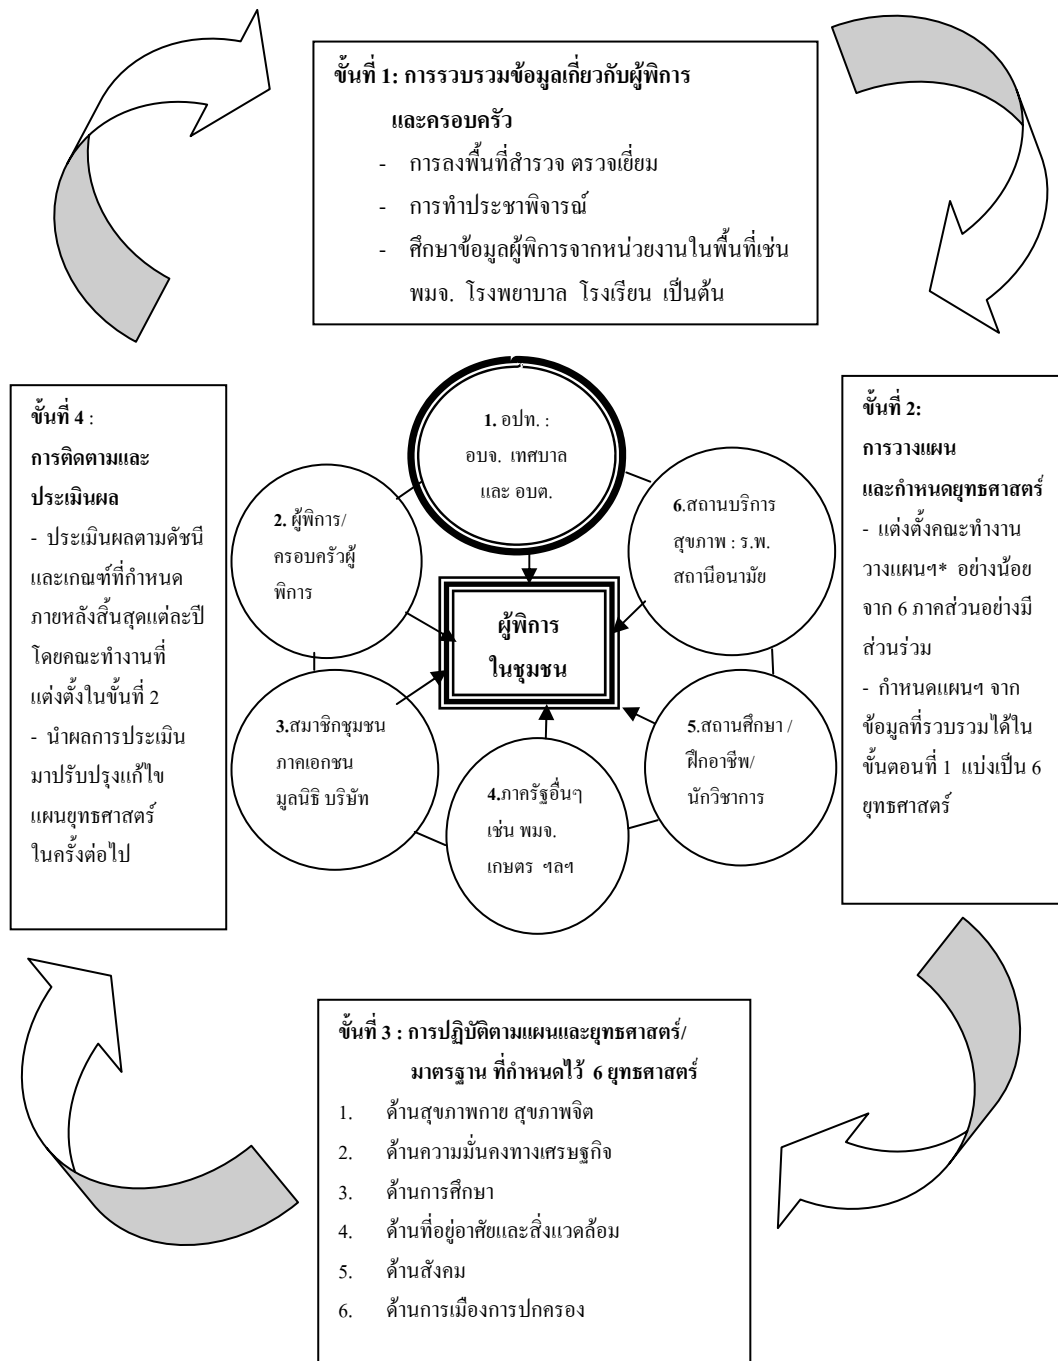 ขั้นที่ 1: การรวบรวมข้อมูลเกี่ยวกับผู้พิการ
และครอบครัว
- การลงพื้นที่สำรวจ ตรวจเยี่ยม
- การทำประชาพิจารณ์
- ศึกษาข้อมูลผู้พิการจากหน่วยงานในพื้นที่เช่น
พมจ. โรงพยาบาล โรงเรียน เป็นต้น
ขั้นที่ 2:
การวางแผน
และกำหนดยุทธศาสตร์
- แต่งตั้งคณะทำงาน
วางแผนฯ* อย่างน้อย
จาก 6 ภาคส่วนอย่างมี
ส่วนร่วม
- กำหนดแผนฯ จาก
ข้อมูลที่รวบรวมได้ใน
ขั้นตอนที่ 1 แบ่งเป็น 6
ยุทธศาสตร์
ขั้นที่ 4 :
การติดตามและ
ประเมินผล
- ประเมินผลตามดัชนี
และเกณฑ์ที่กำหนด
ภายหลังสิ้นสุดแต่ละปี
โดยคณะทำงานที่
แต่งตั้งในขั้นที่ 2
- นำผลการประเมิน
มาปรับปรุงแก้ไข
แผนยุทธศาสตร์
ในครั้งต่อไป
1. อปท. :
อบจ. เทศบาล
และ อบต.
2. ผู้พิการ/
ครอบครัวผู้
พิการ
6.สถานบริการ
สุขภาพ : ร.พ.
สถานีอนามัย
ผู้พิการ
ในชุมชน
3.สมาชิกชุมชน
ภาคเอกชน
มูลนิธิ บริษัท
4.ภาครัฐอื่นๆ
เช่น พมจ.
เกษตร ฯลฯ
5.สถานศึกษา /
ฝึกอาชีพ/
นักวิชาการ
ขั้นที่ 3 : การปฏิบัติตามแผนและยุทธศาสตร์/
มาตรฐาน ที่กำหนดไว้ 6 ยุทธศาสตร์
1. ด้านสุขภาพกาย สุขภาพจิต
2. ด้านความมั่นคงทางเศรษฐกิจ
3. ด้านการศึกษา
4. ด้านที่อยู่อาศัยและสิ่งแวดล้อม
5. ด้านสังคม
6. ด้านการเมืองการปกครอง